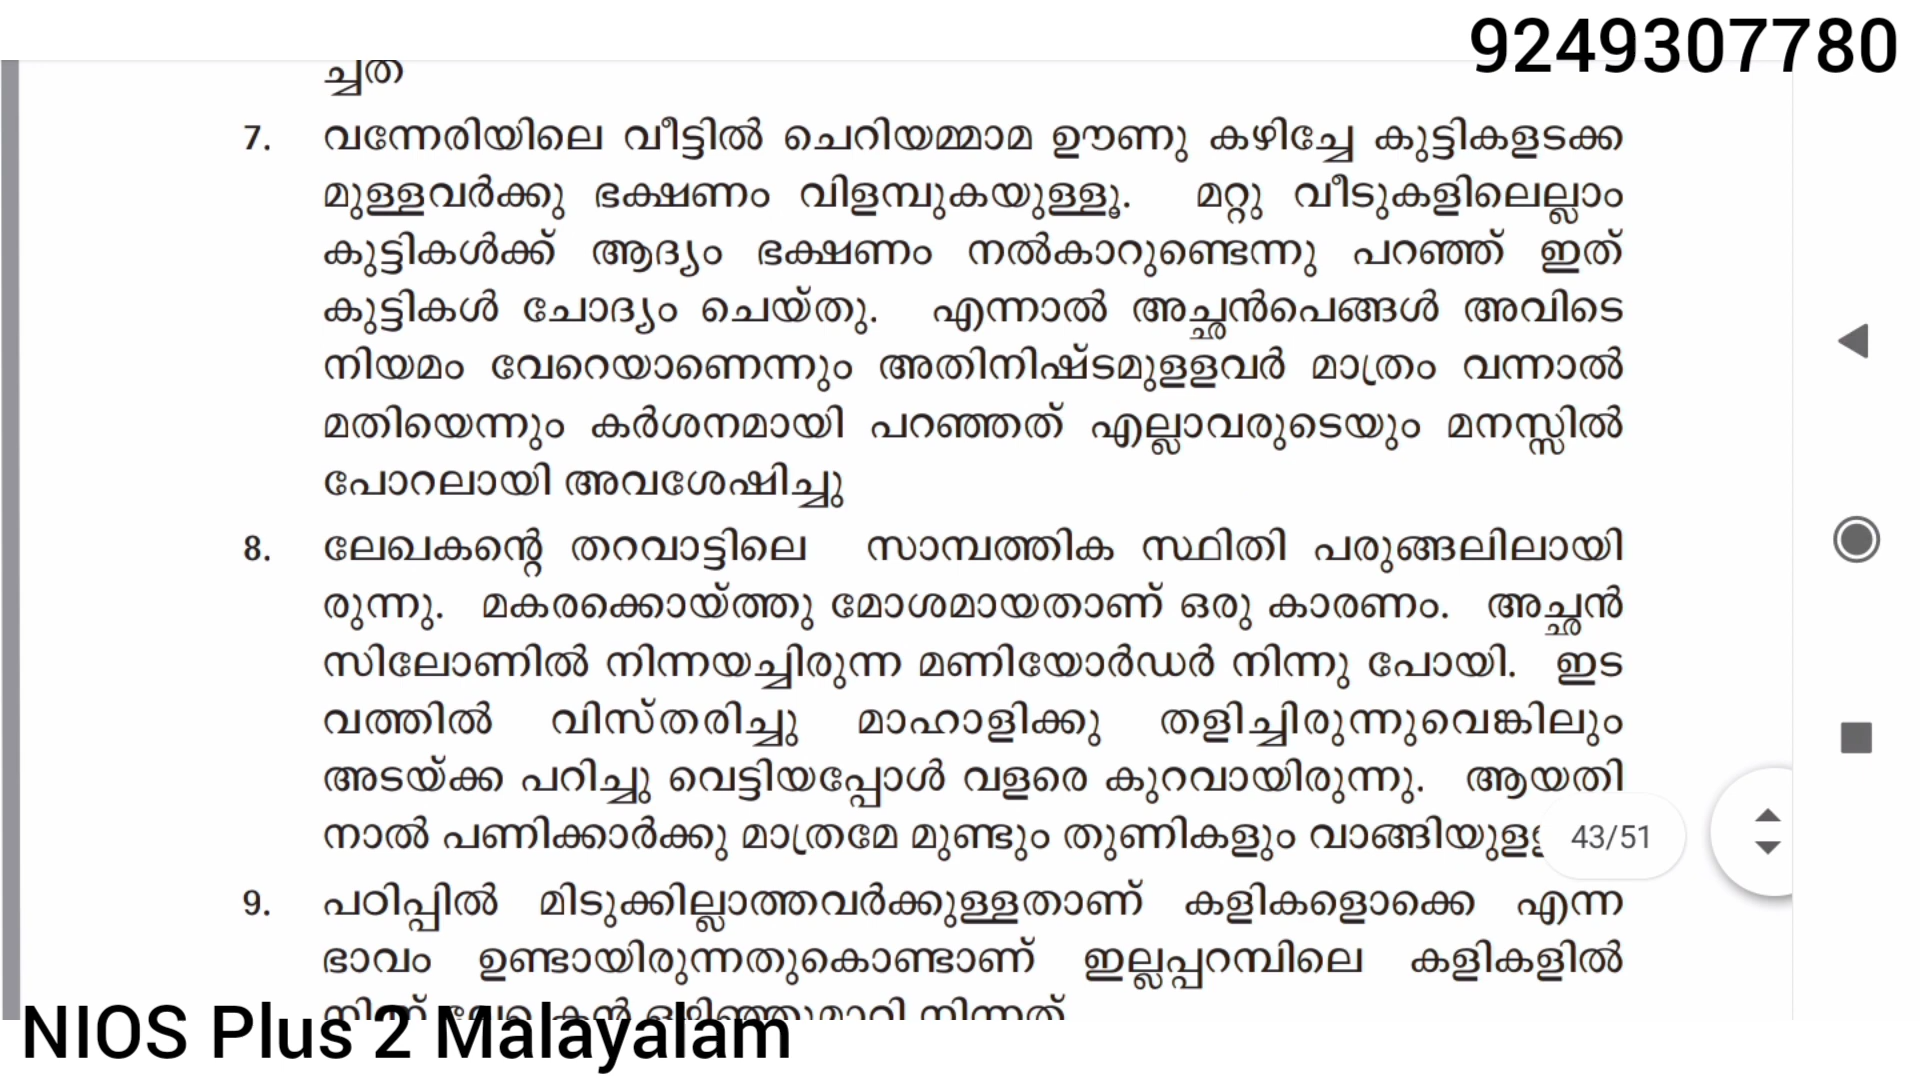 9249307780
ച്ചത്
7. വന്നേരിയിലെ വീട്ടിൽ ചെറിയമ്മാമ ഊണു കഴിച്ചേ കുട്ടികളടക്ക
മുള്ളവർക്കു ഭക്ഷണം വിളമ്പുകയുള്ളൂ. മറ്റു വീടുകളിലെല്ലാം
കുട്ടികൾക്ക് ആദ്യം ഭക്ഷണം നൽകാറുണ്ടെന്നു പറഞ്ഞ് ഇത്
കുട്ടികൾ ചോദ്യം ചെയ്തു. എന്നാൽ അച്ഛൻപെങ്ങൾ അവിടെ
നിയമം വേറെയാണെന്നും അതിനിഷ്ടമുളളവർ മാത്രം വന്നാൽ
മതിയെന്നും കർശനമായി പറഞ്ഞത് എല്ലാവരുടെയും മനസ്സിൽ
പോറലായി അവശേഷിച്ചു
8. ലേഖകന്റെ തറവാട്ടിലെ സാമ്പത്തിക സ്ഥിതി പരുങ്ങലിലായി
രുന്നു. മകരക്കൊയ്ത്തു മോശമായതാണ് ഒരു കാരണം. അച്ഛൻ
സിലോണിൽ നിന്നയച്ചിരുന്ന മണിയോർഡർ നിന്നു പോയി. ഇട
വത്തിൽ വിസ്തരിച്ചു മാഹാളിക്കു തളിച്ചിരുന്നുവെങ്കിലും
അടയ്ക്ക പറിച്ചു വെട്ടിയപ്പോൾ വളരെ കുറവായിരുന്നു. ആയതി
നാൽ പണിക്കാർക്കു മാത്രമേ മുണ്ടും തുണികളും 43/51
9. പഠിപ്പിൽ മിടുക്കില്ലാത്തവർക്കുള്ളതാണ് കളികളൊക്കെ എന്ന
ഭാവം ഉണ്ടായിരുന്നതുകൊണ്ടാണ് ഇല്ലപ്പറമ്പിലെ കളികളിൽ
NIOS Plus 2 Malayalam